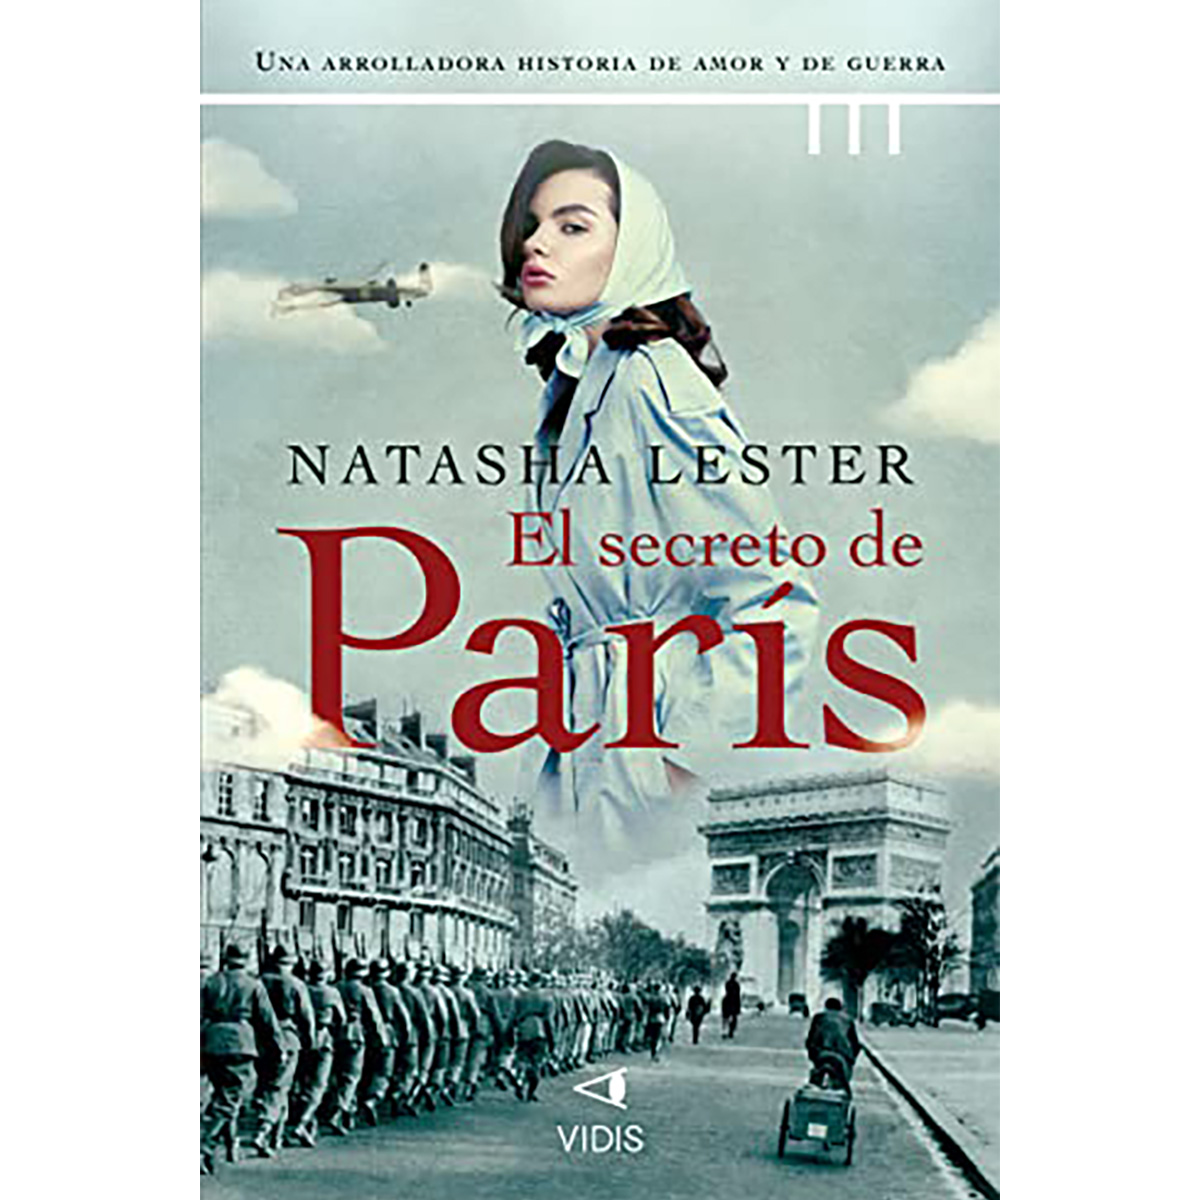 UNA ARROLLADORA HISTORIA DE AMOR Y DE GUERRA
NATASHA LESTER
El secreto de
París
VIDIS